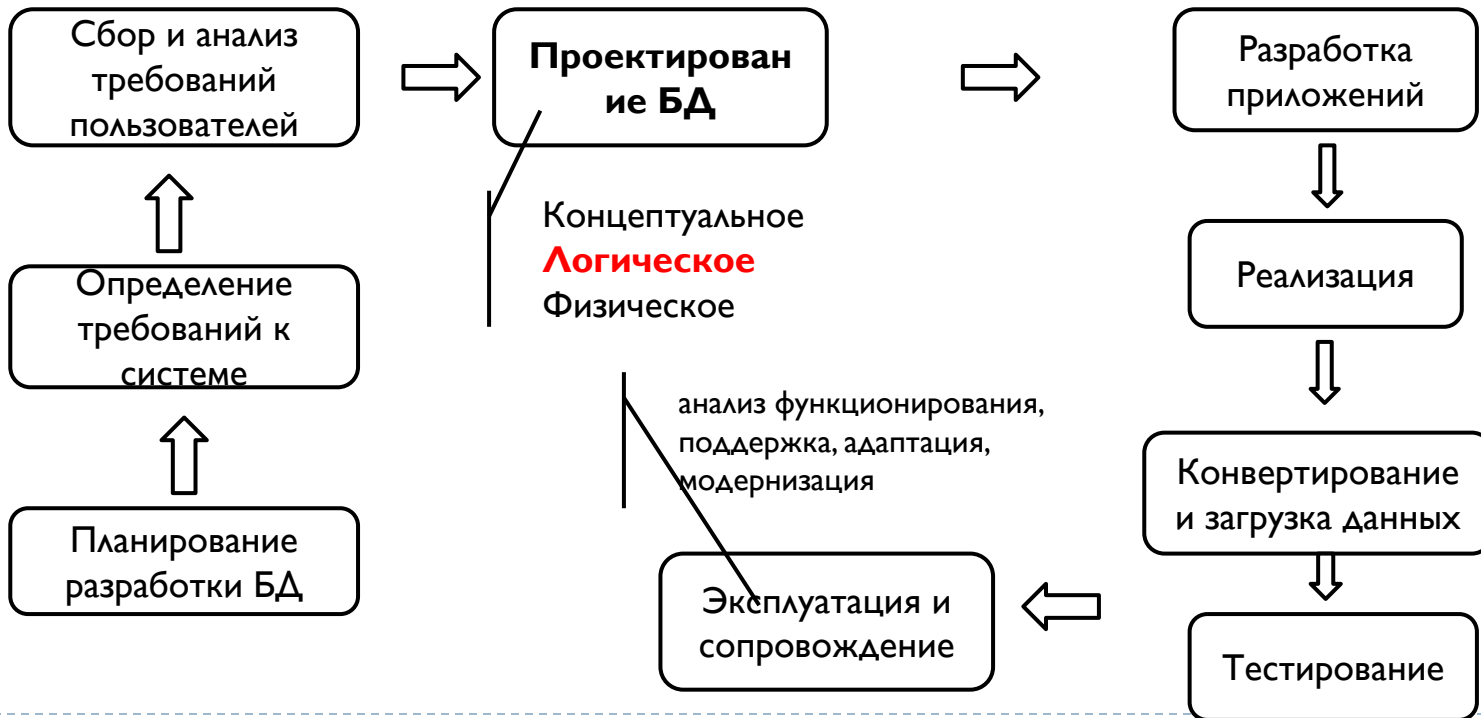 Сбор и анализ
требований
пользователей
Проектирован
ие БД
Разработка
приложений
Концептуальное
Логическое
Физическое
Реализация
Определение
требований к
системе
анализ функционирования,
поддержка, адаптация,
модернизация
Конвертирование
и загрузка данных
Планирование
разработки БД
Эксплуатация и
сопровождение
Тестирование